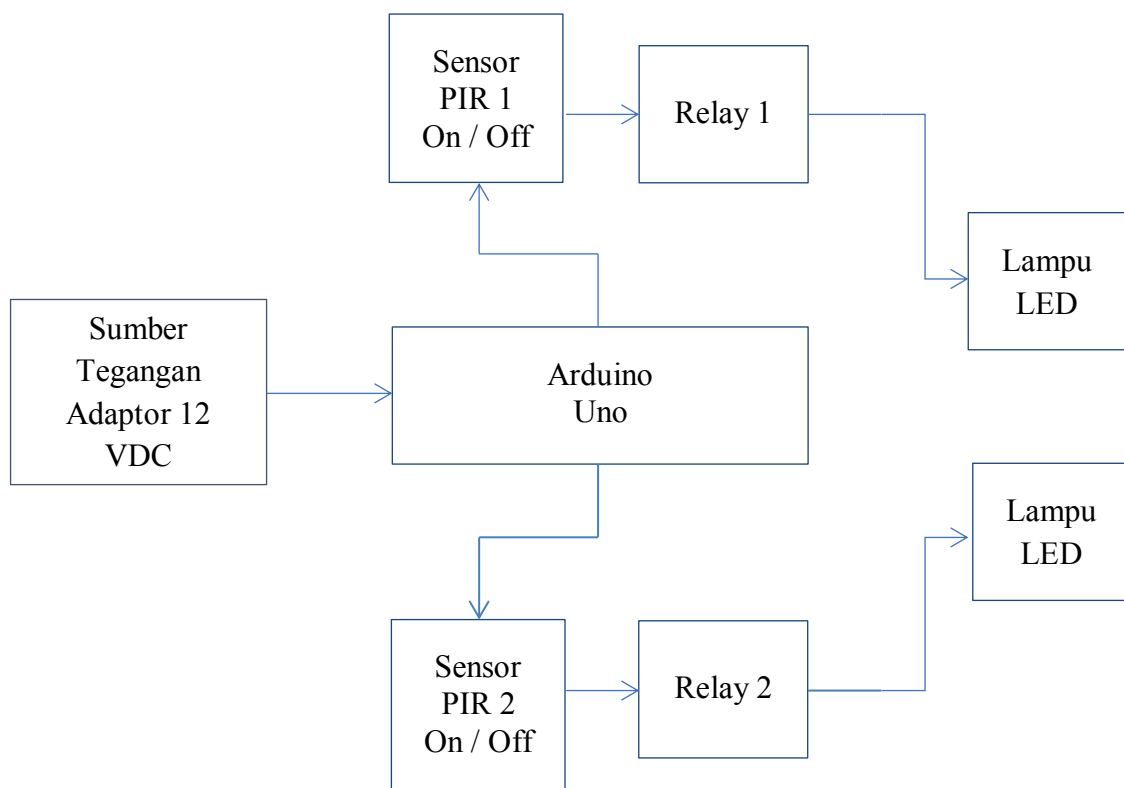 Sensor
PIR 1
On / Off
Relay 1
Lampu
LED
Sumber
Tegangan
Adaptor 12
VDC
Arduino
Uno
Lampu
LED
Sensor
PIR 2
On / Off
Relay 2